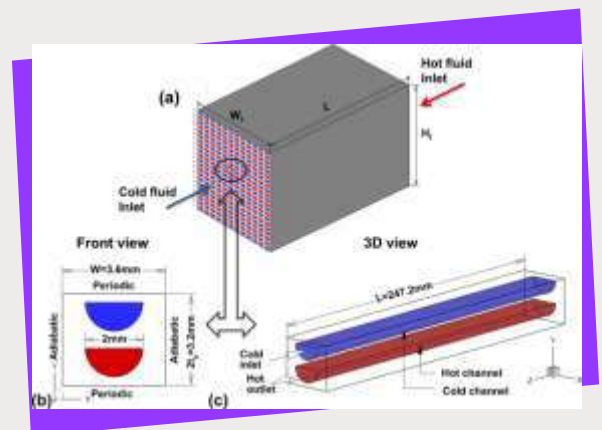 Hot fluid
inlet
(a)
L
Cold fluid
inlet
Front view
3D view
W=3.6mm
Periodic
L=247.2mm
2mm
Adiabatic
Adiabatic
Cold
inlet
Hot
outlet
Hot channel
Cold channel
Periodic
(b)
(c)